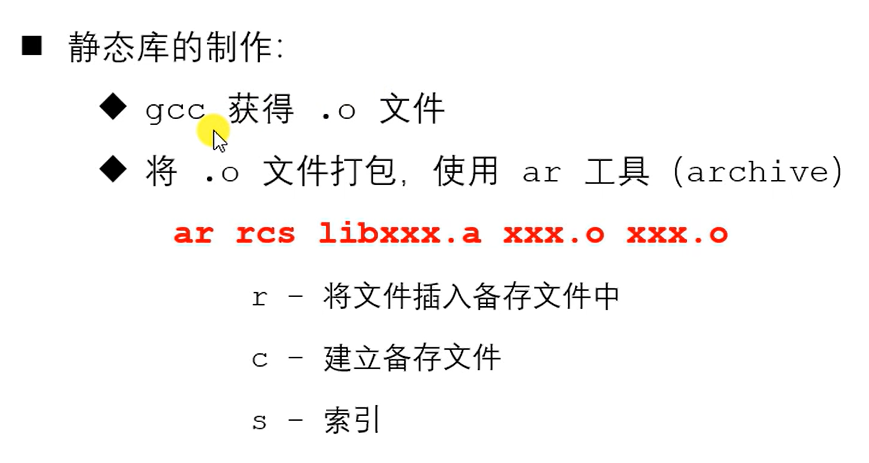 静态库的制作：
gcc 获得 .o 文件
将 .o 文件打包，使用 ar 工具（archive）
ar rcs libxxx.a xxx.o xxx.o
r – 将文件插入备存文件中
c – 建立备存文件
s – 索引